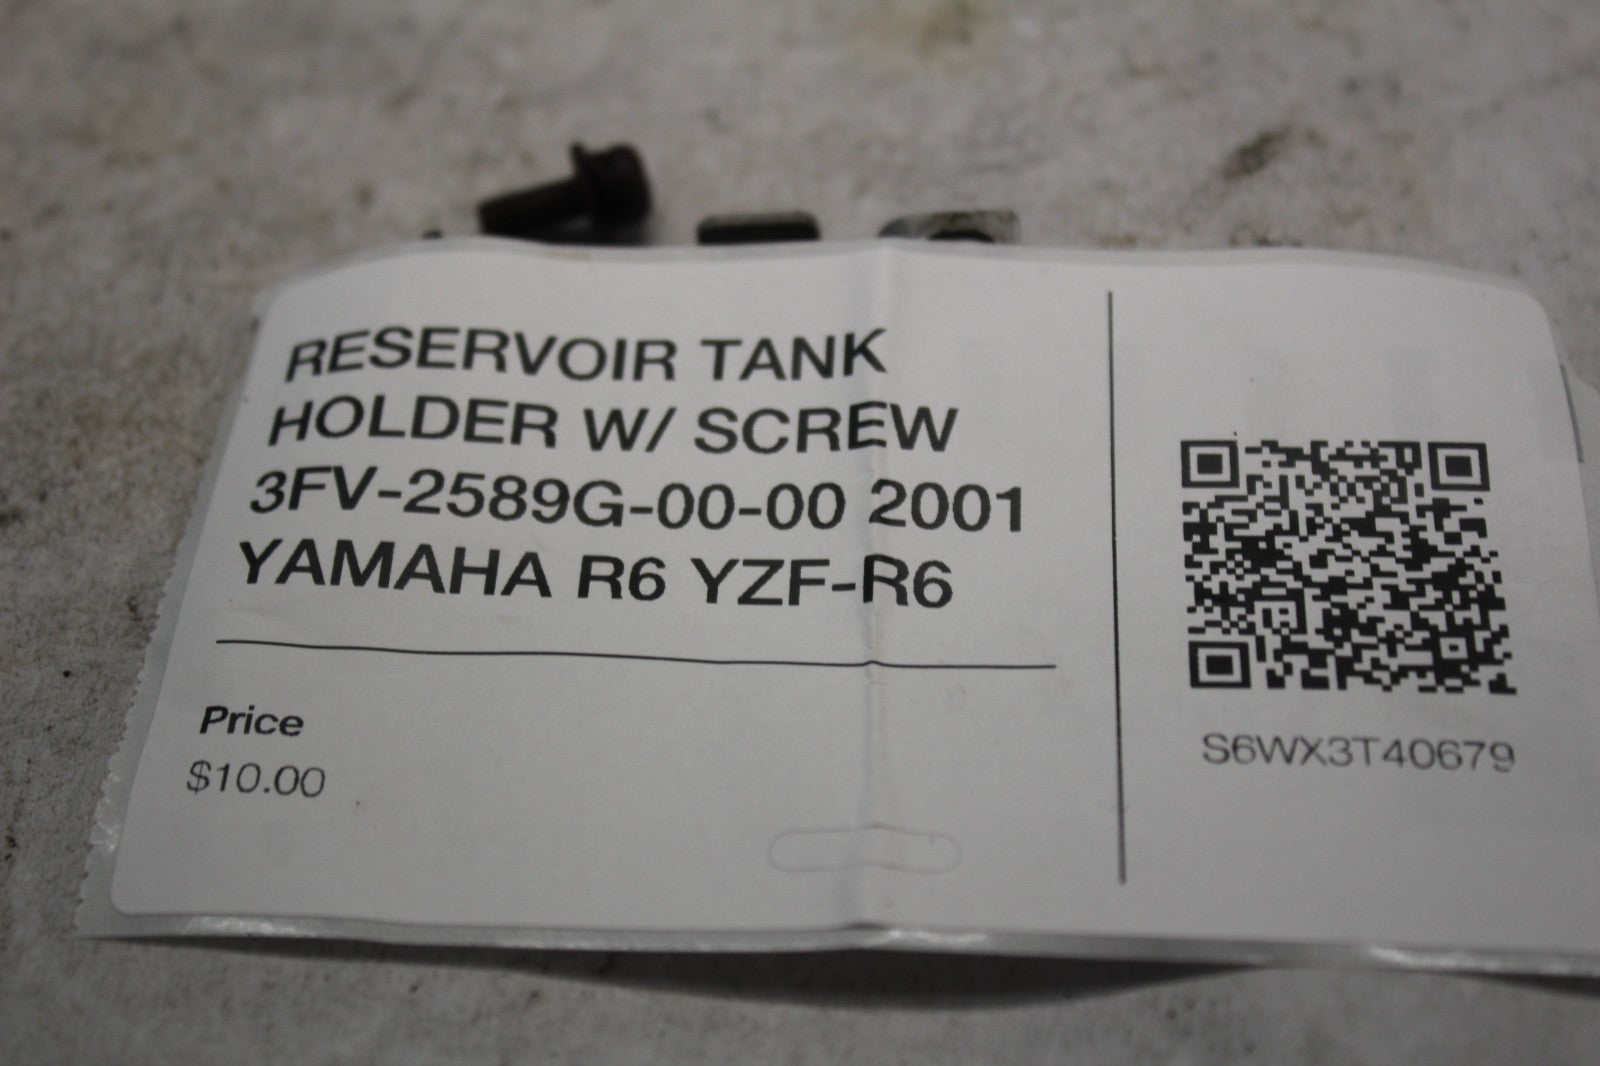 RESERVOIR TANK
HOLDER W/ SCREW
3FV-2589G-00-00 2001
YAMAHA R6 YZF-R6
Price
$10.00
S6WX3T40679